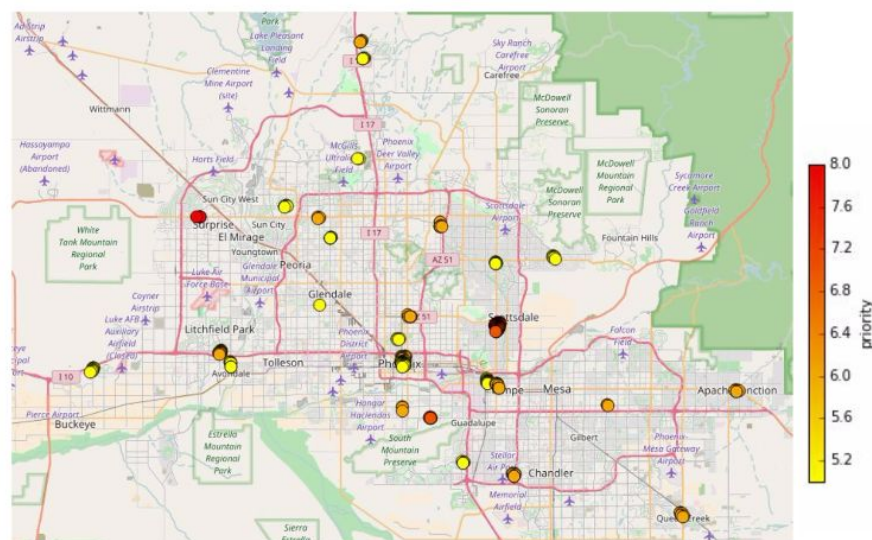 Park
Ad Strip
Airstrip
Lake Pleasant
Landing
Field
Sky Ranch
Carefree
Airport
Carefree
Clementine
Mine Airport
(site)
Wittmann
McDowell
Sonoran
Preserve
I 17
Hassayampa
Airport
(Abandoned)
Horts Field
McGills
Ultralight
Field
Phoenix
Deer Valley
Airport
McDowell
Mountain
Regional
Park
Sycamore
Creek Airport
Goldfield
Ranch
Airport
Sun City West
McDowell
Sonoran
Preserve
Scottsdale
Airport
Surprise
Sun City
El Mirage
I 17
Fountain Hills
White
Tank Mountain
Regional
Park
Youngtown
Peoria
AZ 51
Luke Air
Force Base
Glendale
Municipal
Airport
Glendale
Coyner
Airstrip
Luke AFB
Auxiliary
Airfield
(Closed)
Litchfield Park
Phoenix
District
Airport
51
Scottsdale
Falcon
Field
I 10
Avondale
Tolleson
Phoenix
Tempe
Mesa
Apache Junction
Pierce Airport
Buckeye
Hangar
Haciendas
Airport
Guadalupe
Gilbert
Estrella
Mountain
Regional
Park
South
Mountain
Preserve
Stellar
Air Park
Phoenix-
Mesa Gateway
Airport
Chandler
Memorial
Airfield
Queen Creek
Sierra
Estrella
8.0
7.6
7.2
6.8
6.4
6.0
5.6
5.2
priority